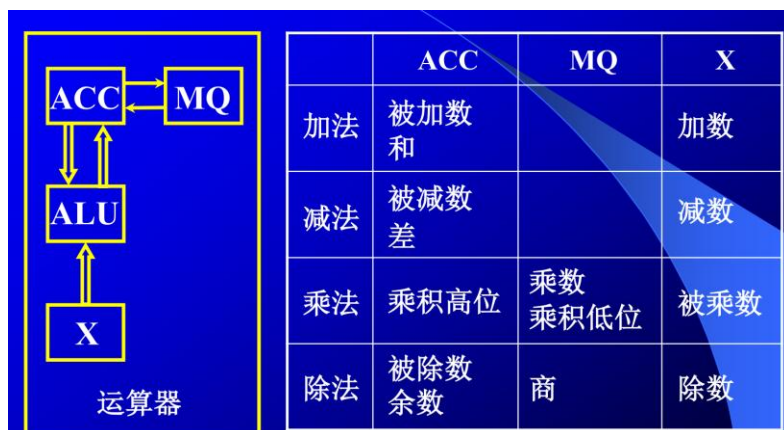 ACC
MQ
ALU
X
运算器
ACC MQ X
加法 被加数 加数
和
减法 被减数 减数
差
乘法 乘积高位 乘数 被乘数
乘积低位
除法 被除数 商 除数
余数